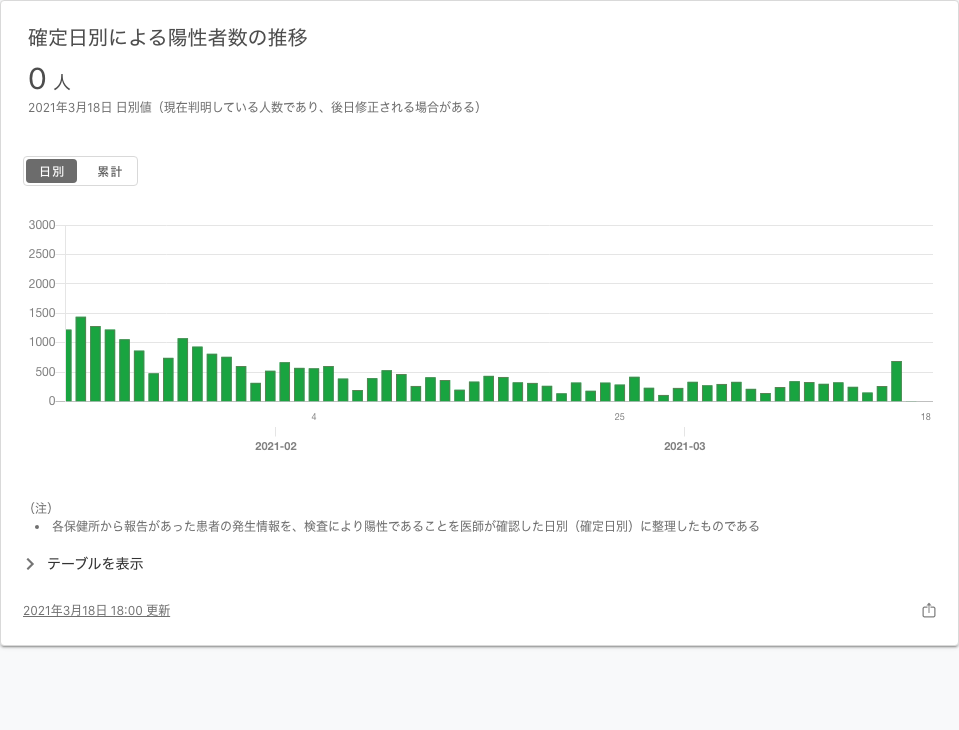 確定日別による陽性者数の推移
0 人
2021年3月18日 日別値（現在判明している人数であり、後日修正される場合がある）
日別 累計
3000
2500
2000
1500
1000
500
0
4 25 18
2021-02 2021-03
（注）
• 各保健所から報告があった患者の発生情報を、検査により陽性であることを医師が確認した日別（確定日別）に整理したものである
テーブルを表示
2021年3月18日 18:00 更新